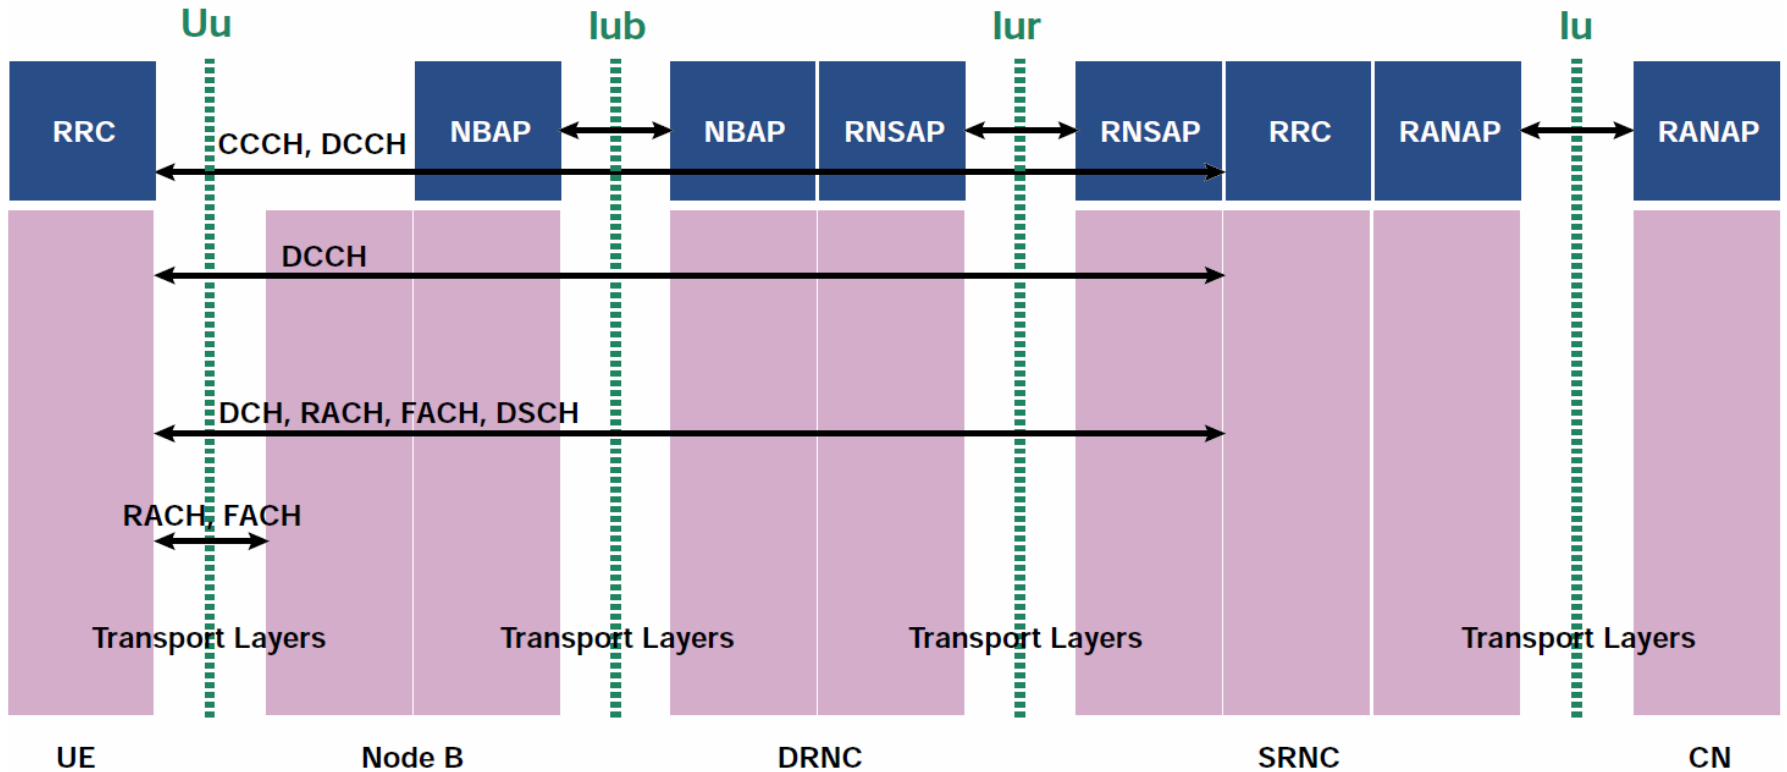 Uu Iub Iur Iu
RRC NBAP NBAP RNSAP RNSAP RRC RANAP RANAP
CCCH, DCCH
DCCH
DCH, RACH, FACH, DSCH
RACH, FACH
Transport Layers Transport Layers Transport Layers Transport Layers
UE Node B DRNC SRNC CN